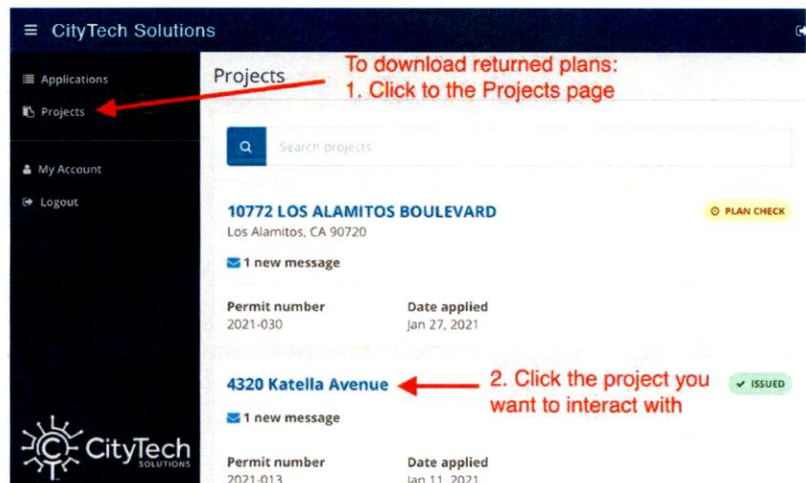 CityTech Solutions
Applications
Projects
My Account
Logout
CityTech
SOLUTIONS
Projects
To download returned plans:
1. Click to the Projects page
Search projects
10772 LOS ALAMITOS BOULEVARD
PLAN CHECK
Los Alamitos, CA 90720
1 new message
Permit number Date applied
2021-030 Jan 27, 2021
4320 Katella Avenue
2. Click the project you
want to interact with
ISSUED
1 new message
Permit number Date applied
2021-013 Jan 11, 2021